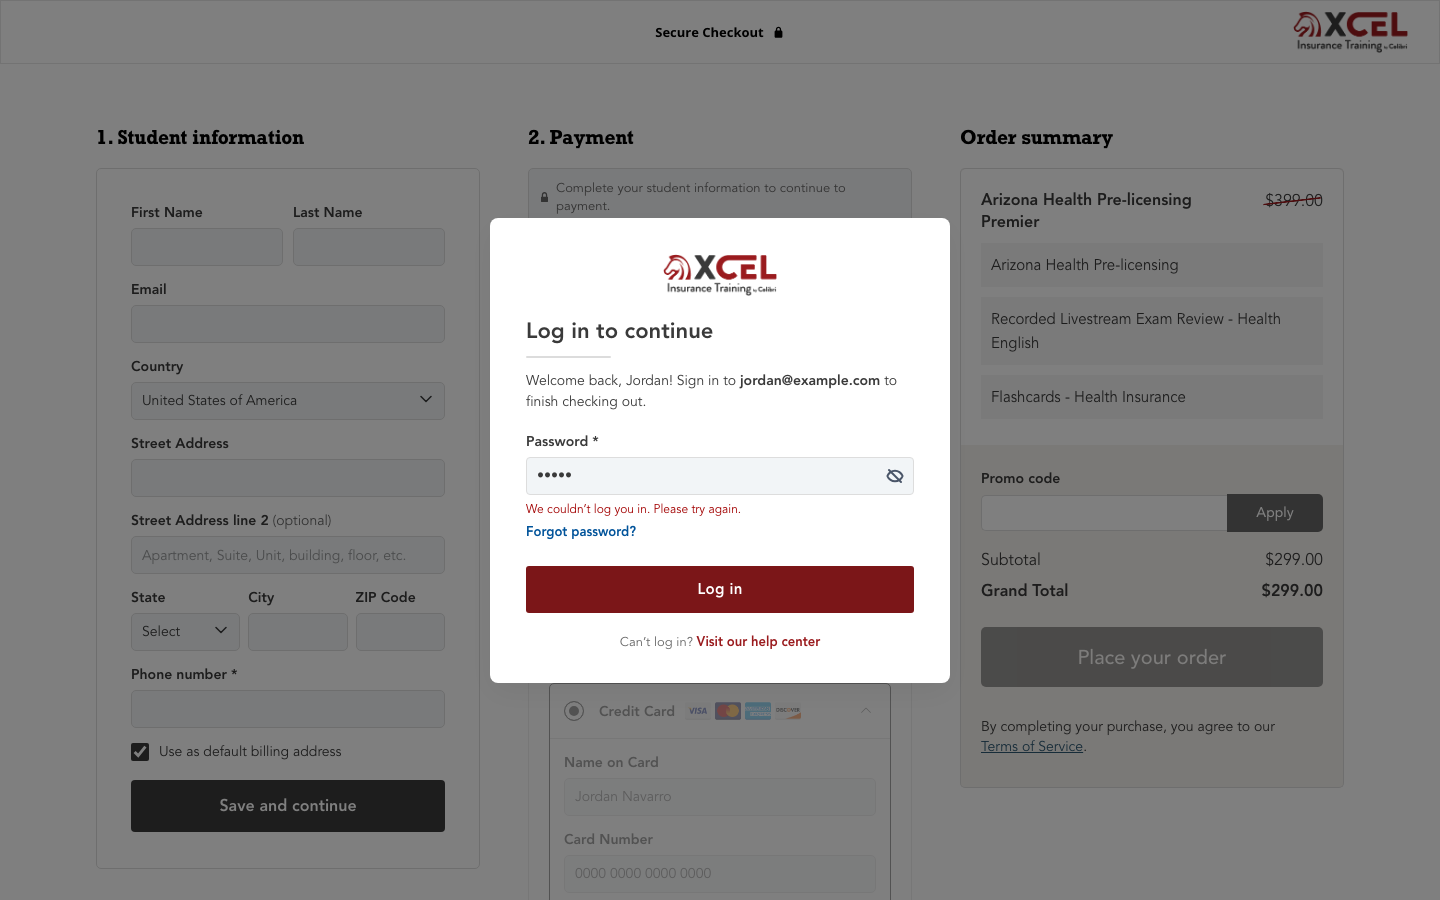 Secure Checkout
XCEL
Insurance Training by Colibri
1. Student information
First Name
Last Name
Email
Country
United States of America
Street Address
Street Address line 2 (optional)
Apartment, Suite, Unit, building, floor, etc.
State
City
ZIP Code
Select
Phone number *
Use as default billing address
Save and continue
2. Payment
Complete your student information to continue to
payment.
XCEL
Insurance Training by Colibri
Log in to continue
Welcome back, Jordan! Sign in to jordan@example.com to
finish checking out.
Password *
•••••
We couldn't log you in. Please try again.
Forgot password?
Log in
Can't log in? Visit our help center
Credit Card
VISA
DISCOVER
Name on Card
Jordan Navarro
Card Number
0000 0000 0000 0000
Order summary
Arizona Health Pre-licensing
Premier
$399.00
Arizona Health Pre-licensing
Recorded Livestream Exam Review - Health
English
Flashcards - Health Insurance
Promo code
Apply
Subtotal
$299.00
Grand Total
$299.00
Place your order
By completing your purchase, you agree to our
Terms of Service.